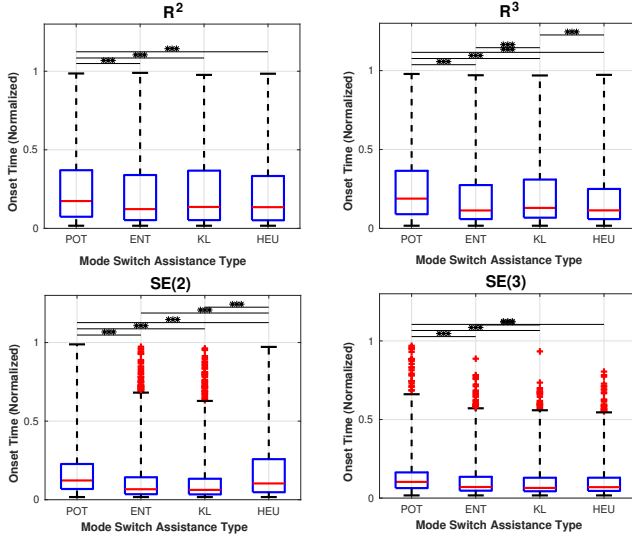 R²
***
***
***
1
0.5
0
Onset Time (Normalized)
POT ENT KL HEU
Mode Switch Assistance Type
R³
***
***
***
***
***
1
0.5
0
Onset Time (Normalized)
POT ENT KL HEU
Mode Switch Assistance Type
SE(2)
***
***
***
***
***
1
0.5
0
Onset Time (Normalized)
POT ENT KL HEU
Mode Switch Assistance Type
SE(3)
***
***
***
1
0.5
0
Onset Time (Normalized)
POT ENT KL HEU
Mode Switch Assistance Type